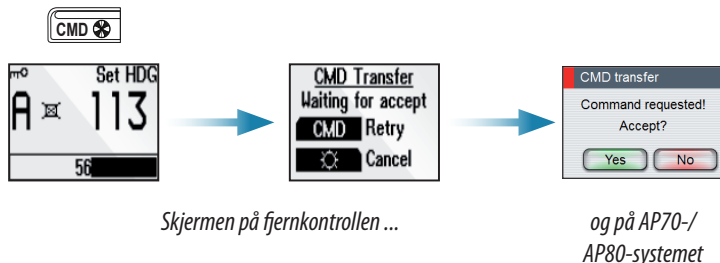 CMD
Set HDG
A 113
56
CMD Transfer
Waiting for accept
CMD Retry
Cancel
CMD transfer
Command requested!
Accept?
Yes No
Skjermen på fjernkontrollen ...
og på AP70-/
AP80-systemet